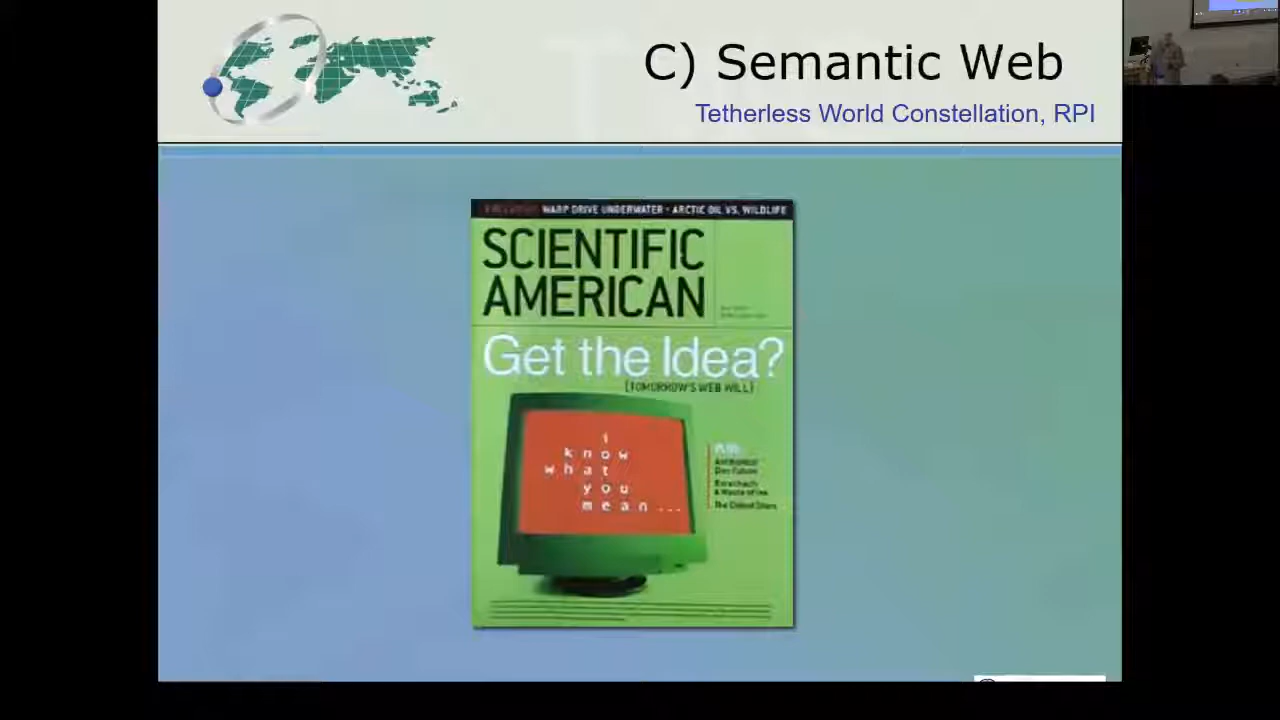 C) Semantic Web
Tetherless World Constellation, RPI
WARP DRIVE UNDERWATER • ARCTIC OIL VS. WILDLIFE
SCIENTIFIC
AMERICAN
Get the Idea?
[TOMORROW'S WEB WILL]
i
know
what
you
mean...